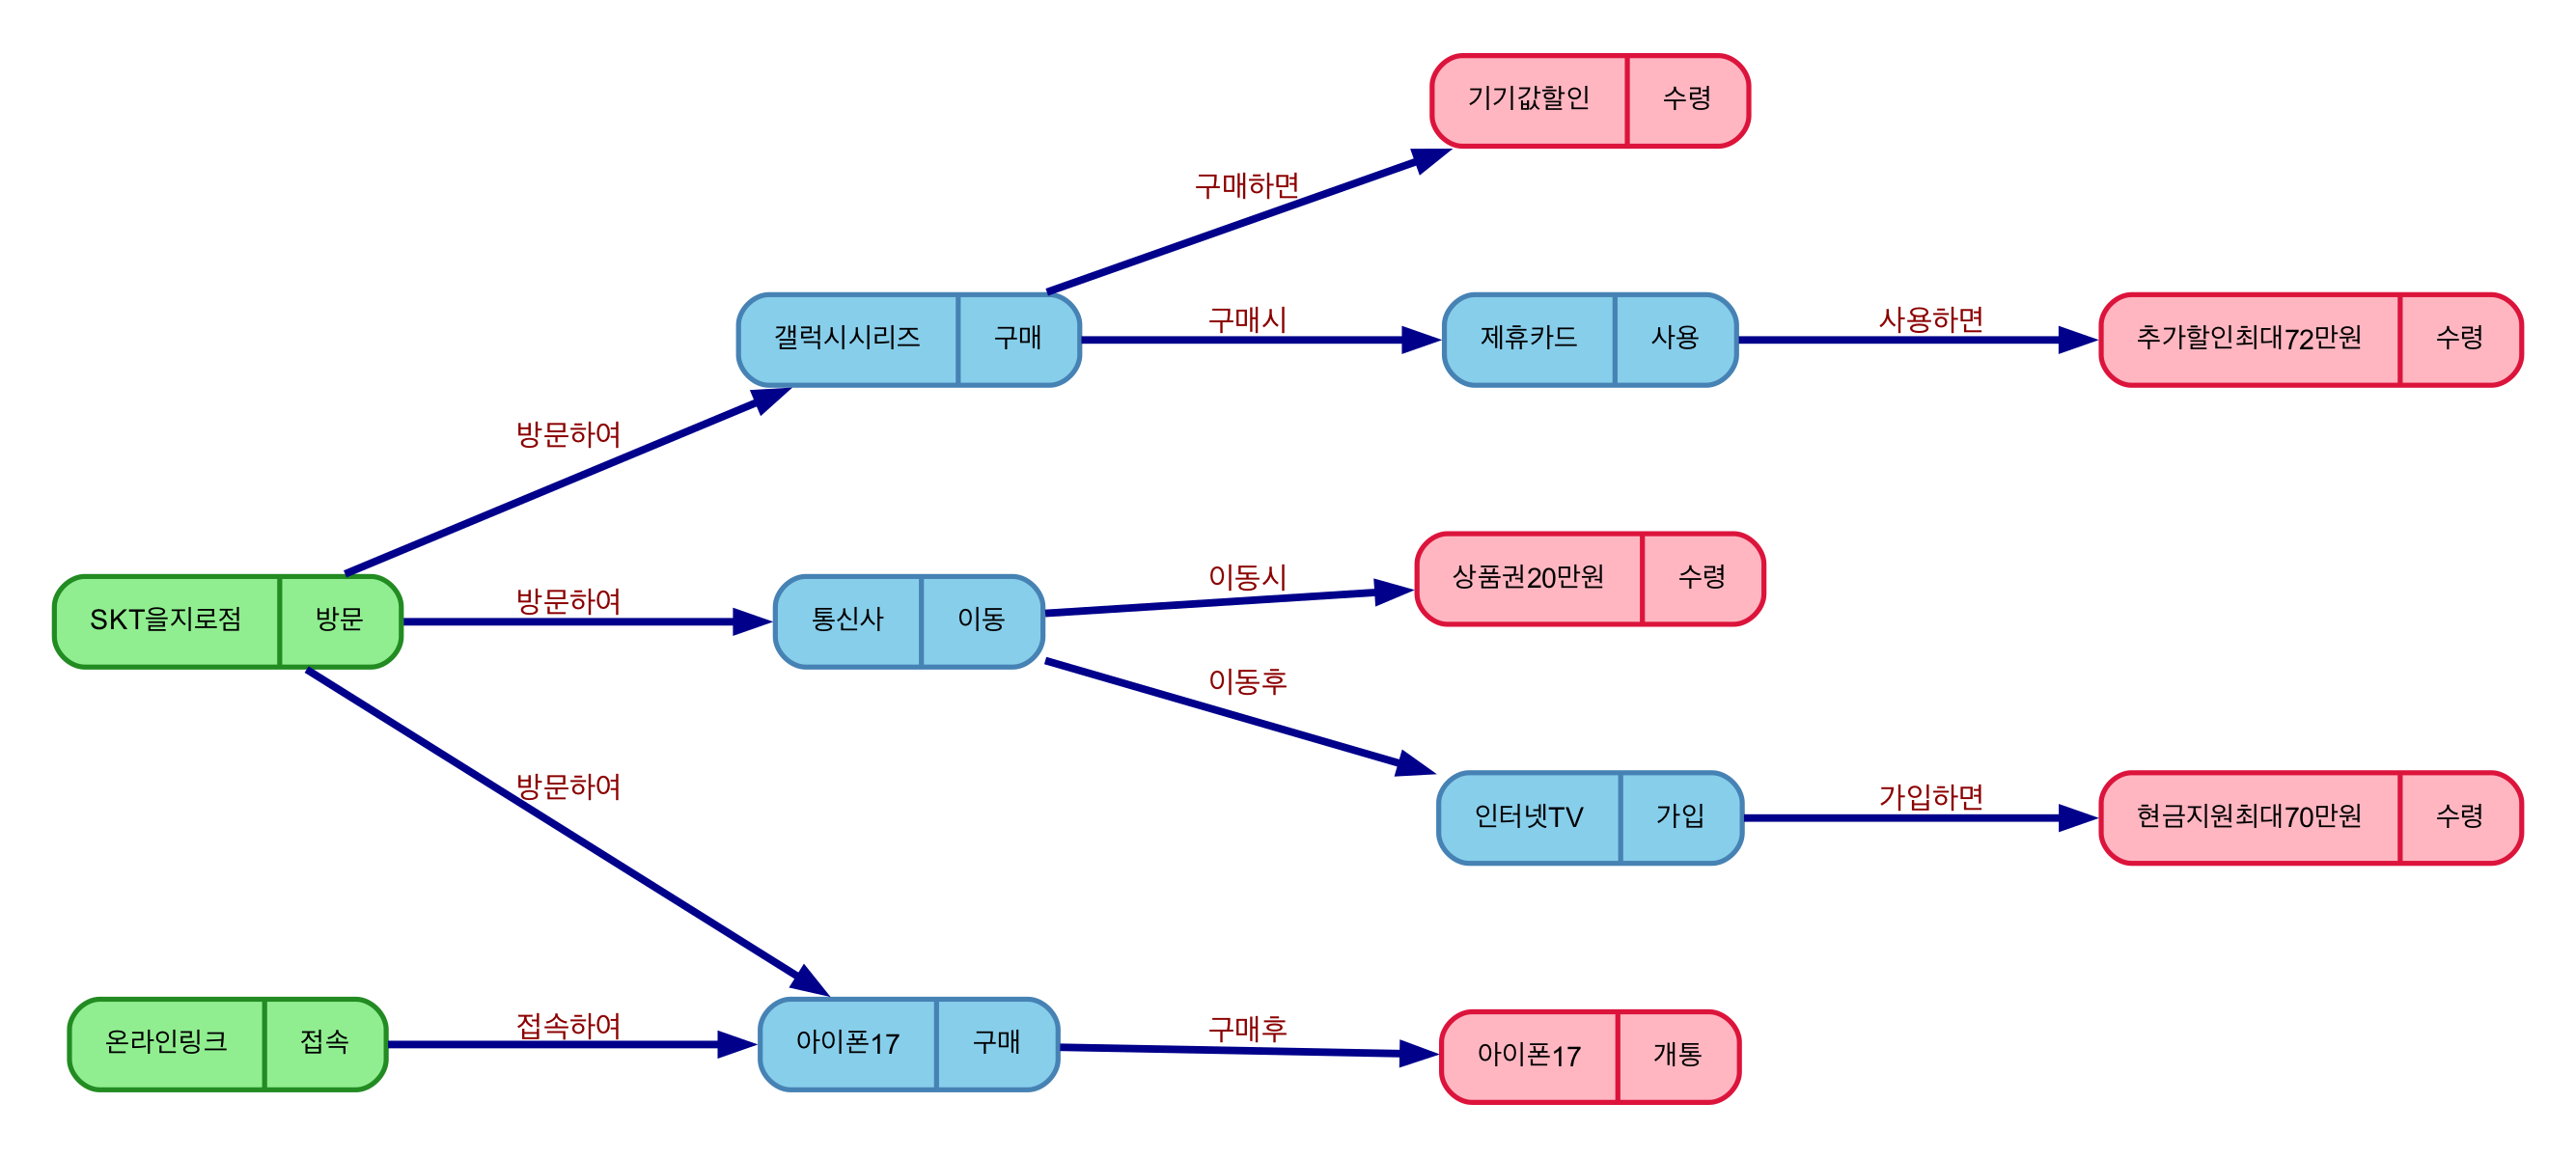 기기값할인 수령
구매하면
갤럭시시리즈 구매
구매시
제휴카드 사용
사용하면
추가할인최대72만원 수령
방문하여
SKT을지로점 방문
방문하여
통신사 이동
이동시
상품권20만원 수령
이동후
인터넷TV 가입
가입하면
현금지원최대70만원 수령
방문하여
온라인링크 접속
접속하여
아이폰17 구매
구매후
아이폰17 개통